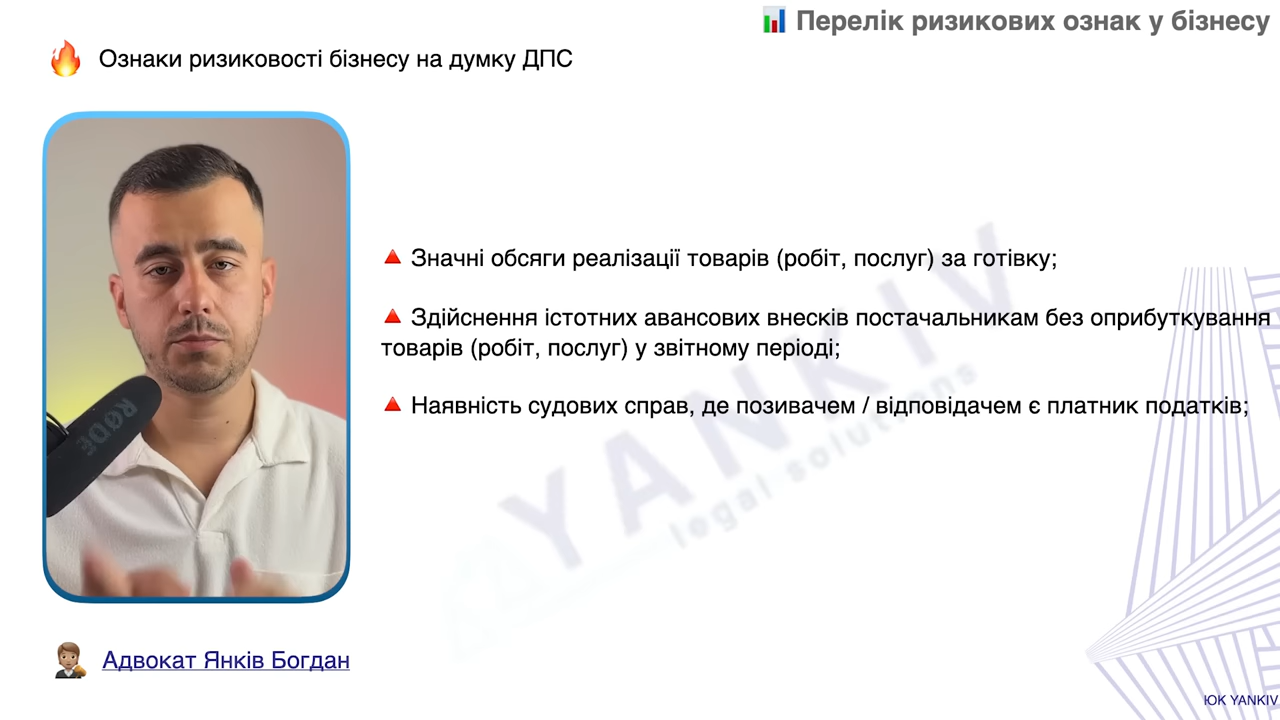 Перелік ризикових ознак у бізнесу
Ознаки ризиковості бізнесу на думку ДПС
Значні обсяги реалізації товарів (робіт, послуг) за готівку;
Здійснення істотних авансових внесків постачальникам без оприбуткування
товарів (робіт, послуг) у звітному періоді;
Наявність судових справ, де позивачем / відповідачем є платник податків;
YANKIV
legal solutions
RØDE
Адвокат Янків Богдан
ЮК YANKIV